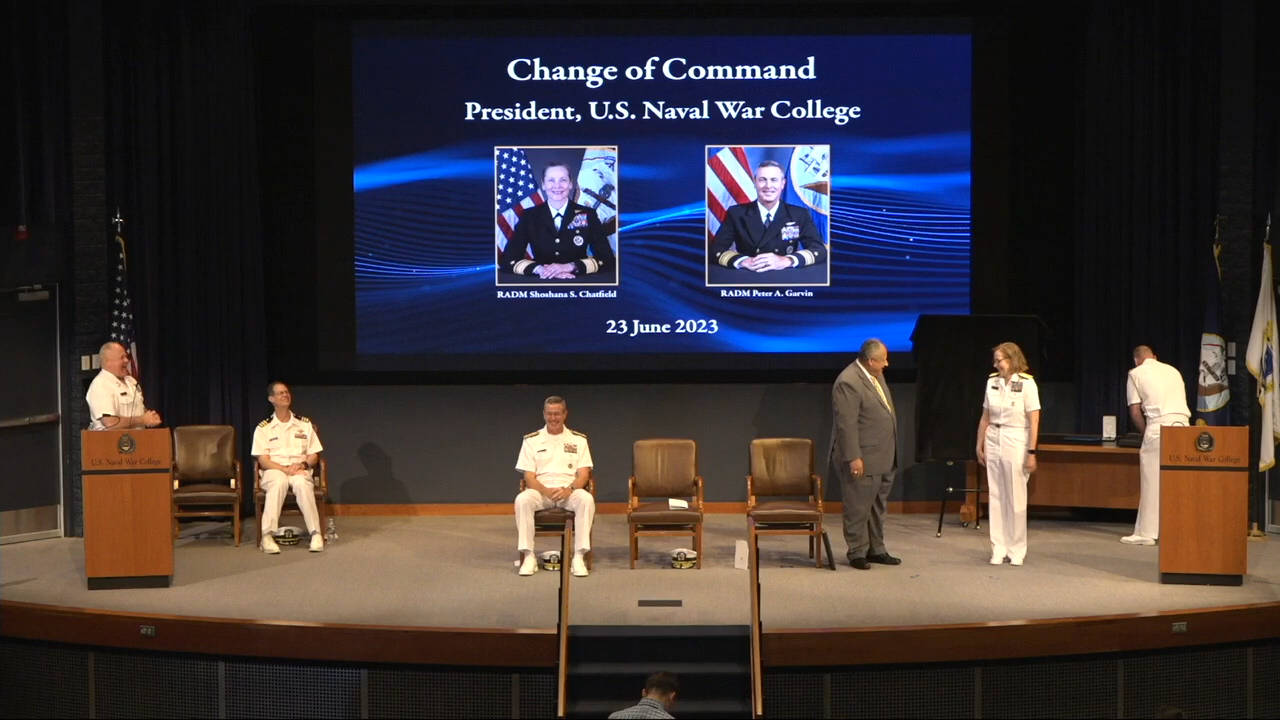 Change of Command
President, U.S. Naval War College
RADM Shoshana S. Chatfield
RADM Peter A. Garvin
23 June 2023
U.S. Naval War College
U.S. Naval War College